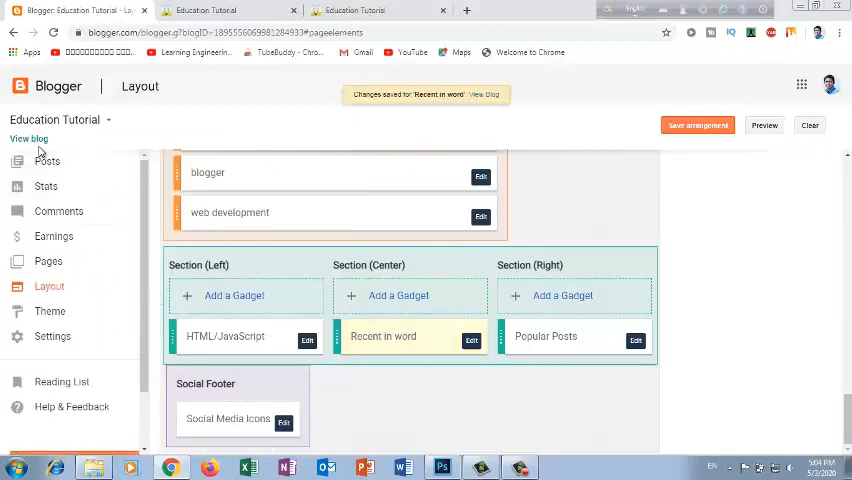 Blogger: Education Tutorial - Lay
Education Tutorial
Education Tutorial
English
blogger.com/blogger.g?blogID=1895556069981284933#pageelements
Apps
Learning Engineerin...
TubeBuddy - Chro...
Gmail
YouTube
Maps
Welcome to Chrome
Blogger
Layout
Changes saved for 'Recent in word' View Blog
Education Tutorial
View blog
Save arrangement
Preview
Clear
Posts
Stats
Comments
Earnings
Pages
Layout
Theme
Settings
Reading List
Help & Feedback
blogger
Edit
web development
Edit
Section (Left)
Section (Center)
Section (Right)
Add a Gadget
Add a Gadget
Add a Gadget
HTML/JavaScript
Edit
Recent in word
Edit
Popular Posts
Edit
Social Footer
Social Media Icons
Edit
EN
5:04 PM
5/3/2020